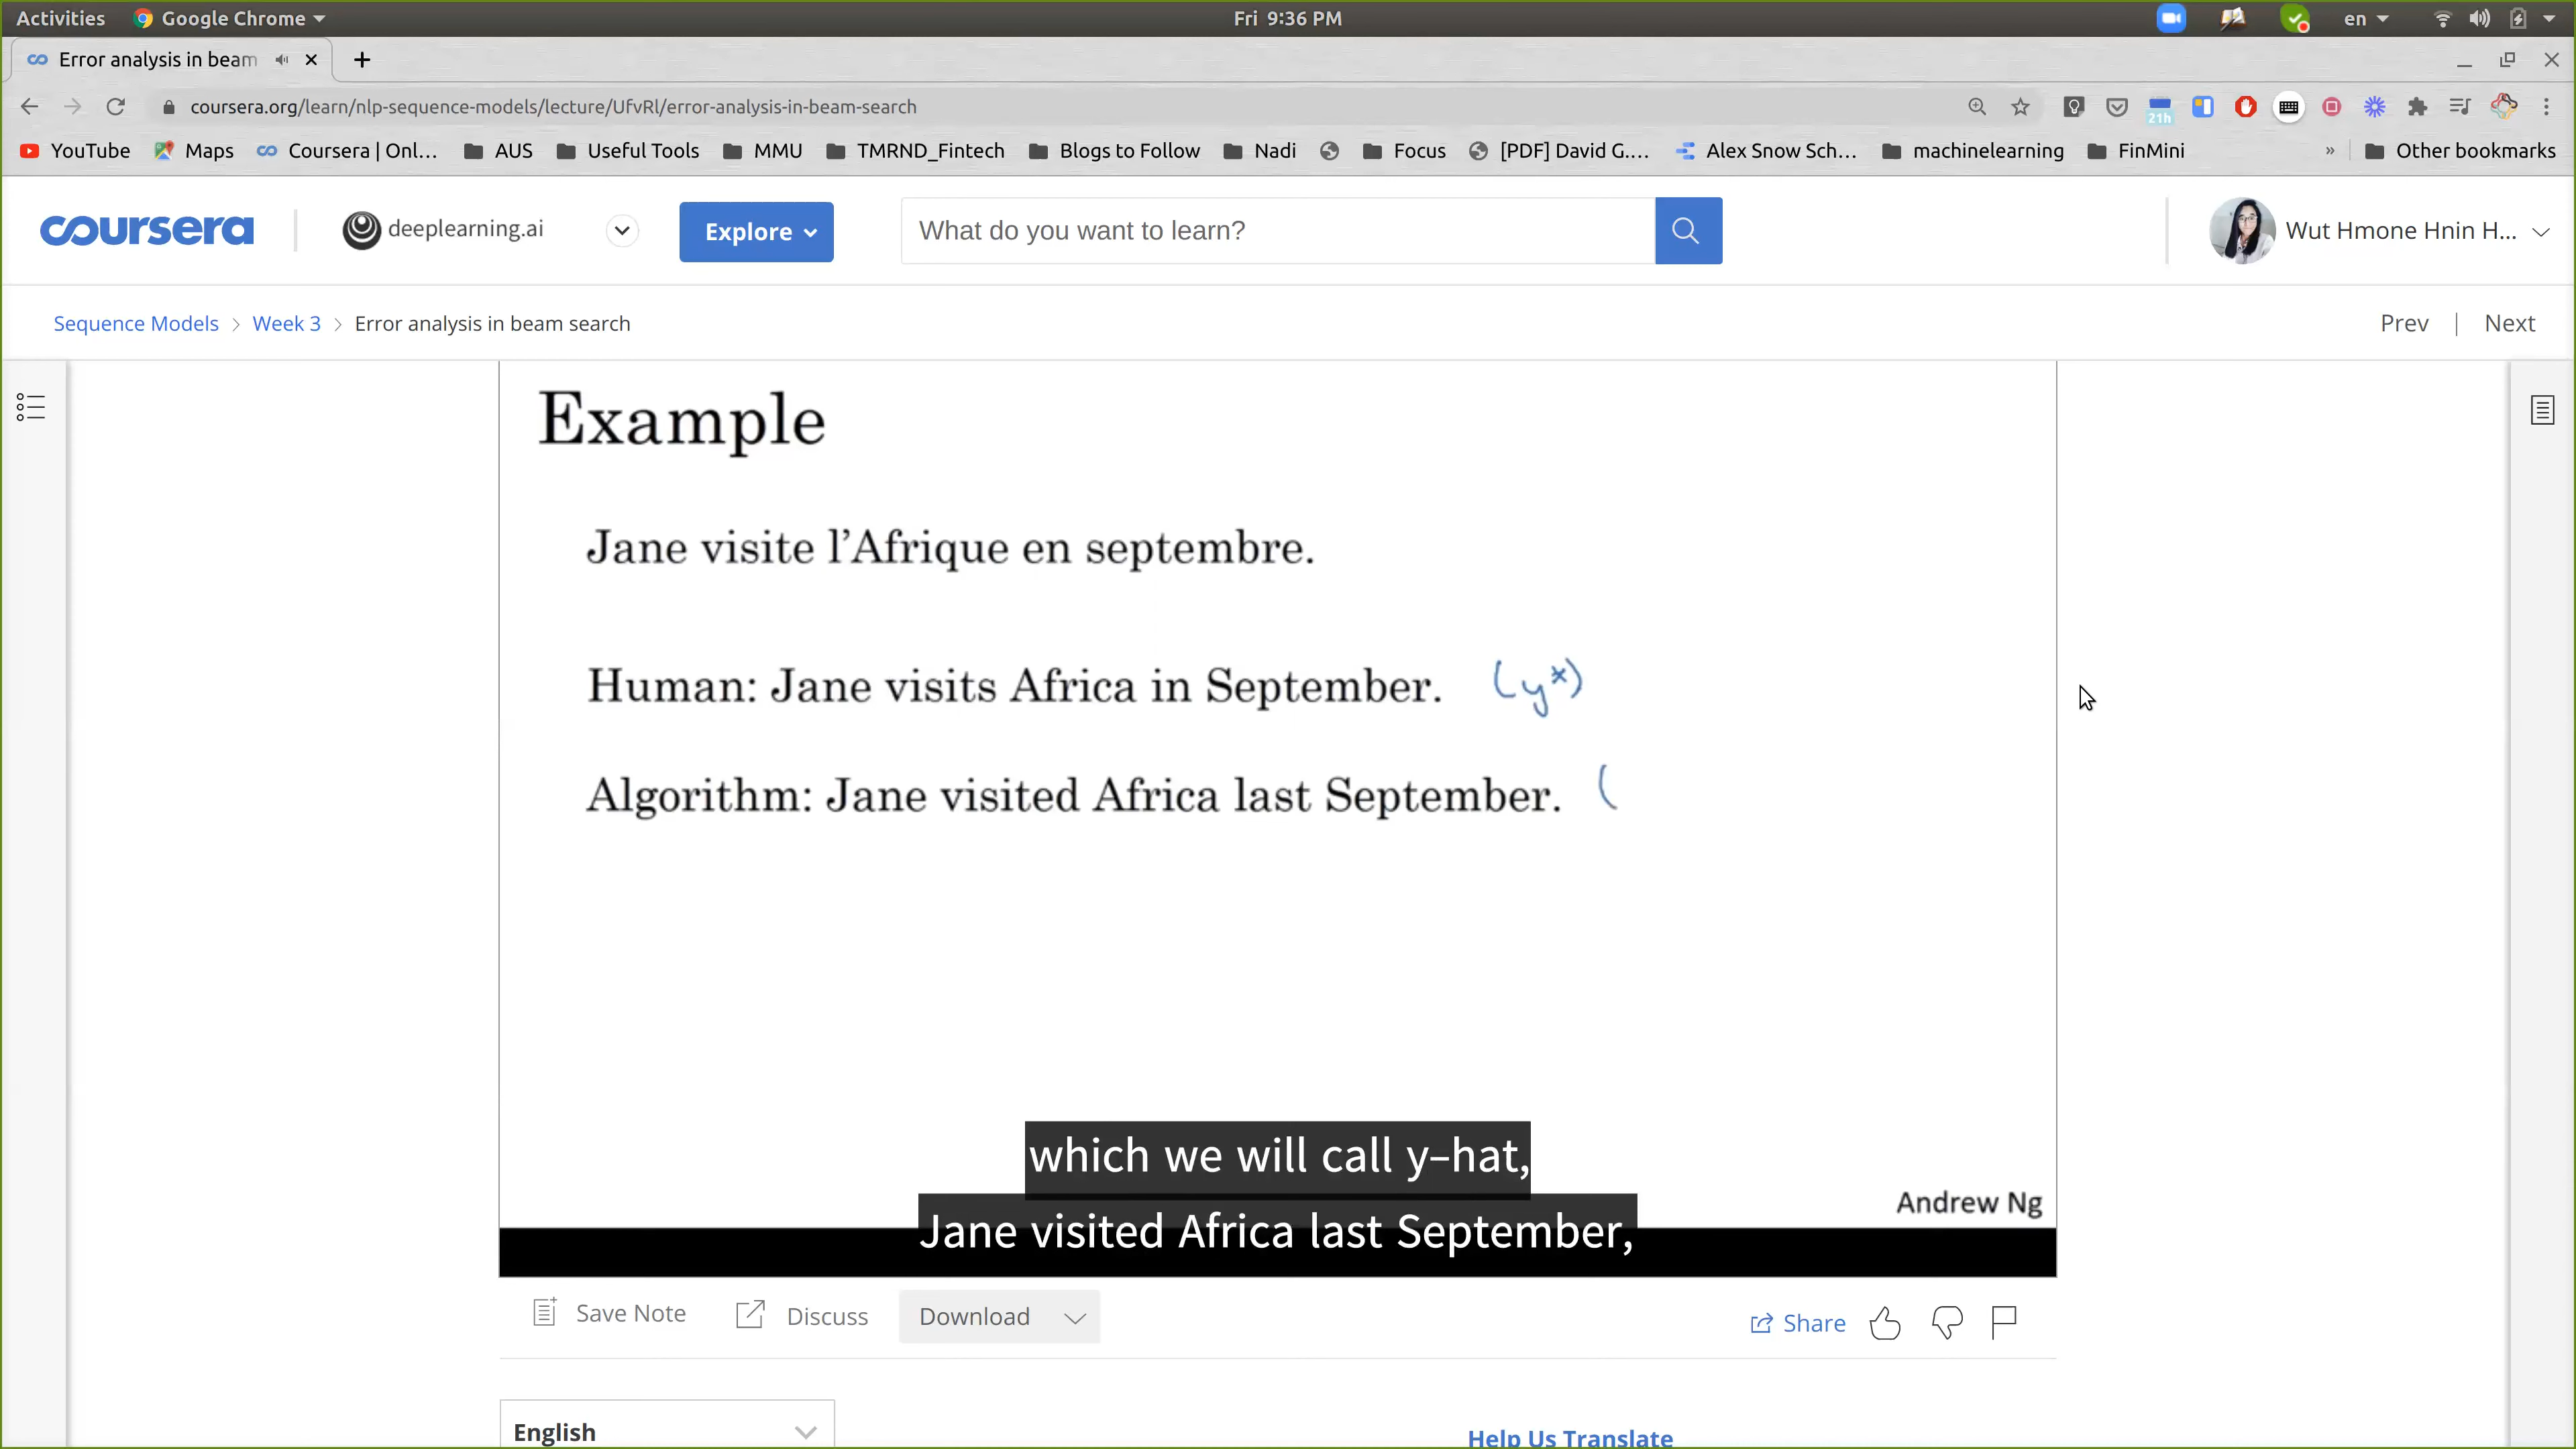 Activities Google Chrome Fri 9:36 PM en
Error analysis in beam
coursera.org/learn/nlp-sequence-models/lecture/UfvRl/error-analysis-in-beam-search
21h
YouTube Maps Coursera | Onl... AUS Useful Tools MMU TMRND_Fintech Blogs to Follow Nadi Focus [PDF] David G.... Alex Snow Sch... machinelearning FinMini » Other bookmarks
coursera deeplearning.ai Explore What do you want to learn? Wut Hmone Hnin H...
Sequence Models > Week 3 > Error analysis in beam search Prev | Next
Example
Jane visite l’Afrique en septembre.
Human: Jane visits Africa in September. (y*)
Algorithm: Jane visited Africa last September. (
which we will call y-hat,
Andrew Ng
Jane visited Africa last September,
Save Note Discuss Download Share
English Help Us Translate